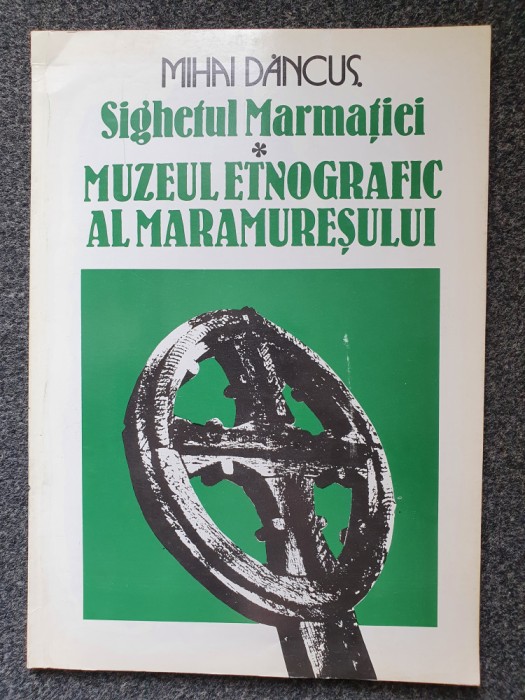 MIHAI DĂNCUȘ
Sighetul Marmației
*
MUZEUL ETNOGRAFIC
AL MARAMUREȘULUI